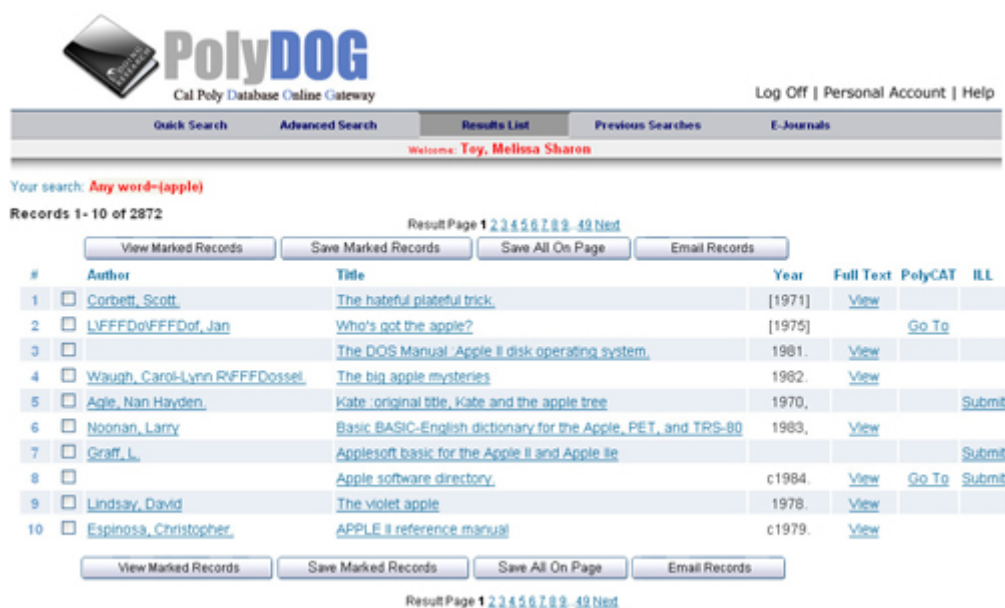 PolyDOG
Cal Poly Database Online Gateway
Log Off | Personal Account | Help
Quick Search Advanced Search Results List Previous Searches E-Journals
Welcome: Toy, Melissa Sharon
Your search: Any word=(apple)
Records 1- 10 of 2872
Result Page 1 2 3 4 5 6 7 8 9...49 Next
View Marked Records Save Marked Records Save All On Page Email Records
# Author Title Year Full Text PolyCAT ILL
1 Corbett, Scott. The hateful plateful trick. [1971] View
2 L\FFFDo\FFFDof, Jan Who's got the apple? [1975] Go To
3 The DOS Manual :Apple II disk operating system. 1981. View
4 Waugh, Carol-Lynn R\FFFDossel. The big apple mysteries 1982. View
5 Agle, Nan Hayden. Kate :original title, Kate and the apple tree 1970, Submit
6 Noonan, Larry Basic BASIC-English dictionary for the Apple, PET, and TRS-80 1983, View
7 Graff, L. Applesoft basic for the Apple II and Apple IIe Submit
8 Apple software directory. c1984. View Go To Submit
9 Lindsay, David The violet apple 1978. View
10 Espinosa, Christopher. APPLE II reference manual c1979. View
View Marked Records Save Marked Records Save All On Page Email Records
Result Page 1 2 3 4 5 6 7 8 9...49 Next